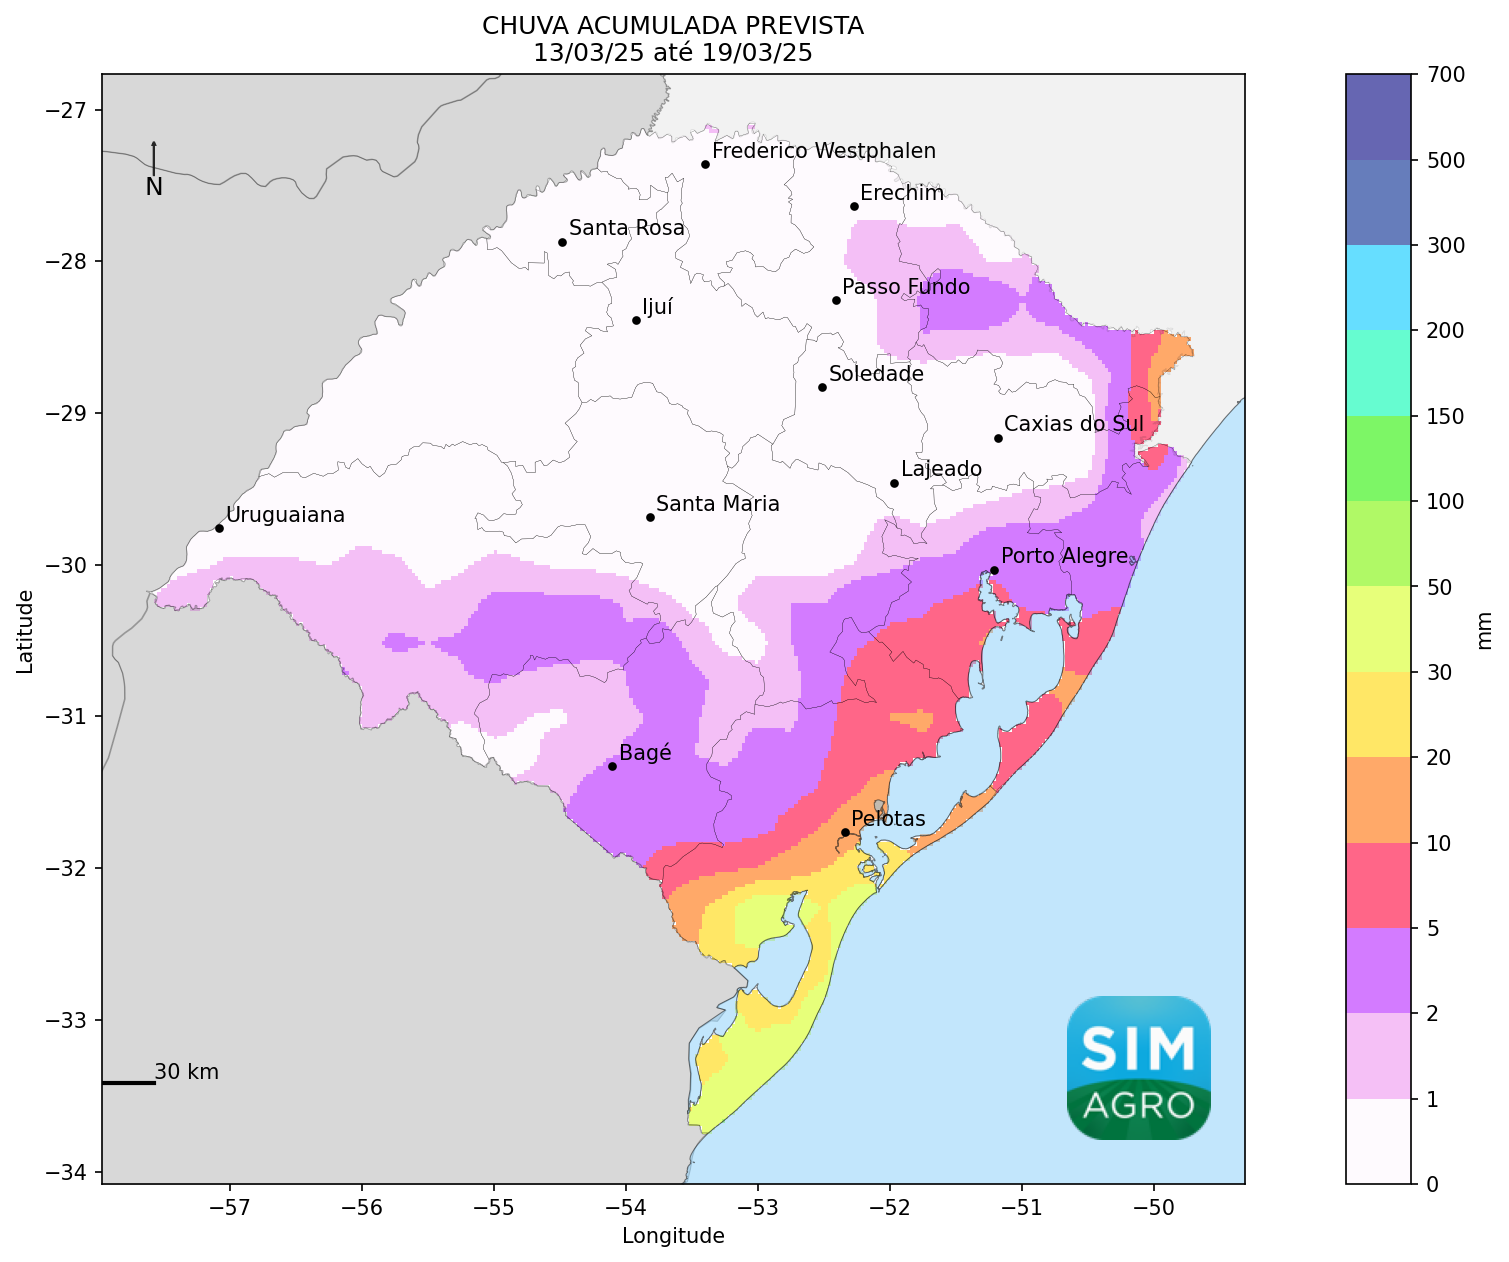 CHUVA ACUMULADA PREVISTA
13/03/25 até 19/03/25
−27
−28
−29
−30
−31
−32
−33
−34
Latitude
N
Frederico Westphalen
Erechim
Santa Rosa
Passo Fundo
Ijuí
Soledade
Caxias do Sul
Lajeado
Santa Maria
Uruguaiana
Porto Alegre
Bagé
Pelotas
30 km
SIM
AGRO
−57
−56
−55
−54
−53
−52
−51
−50
Longitude
700
500
300
200
150
100
50
30
20
10
5
2
1
0
mm